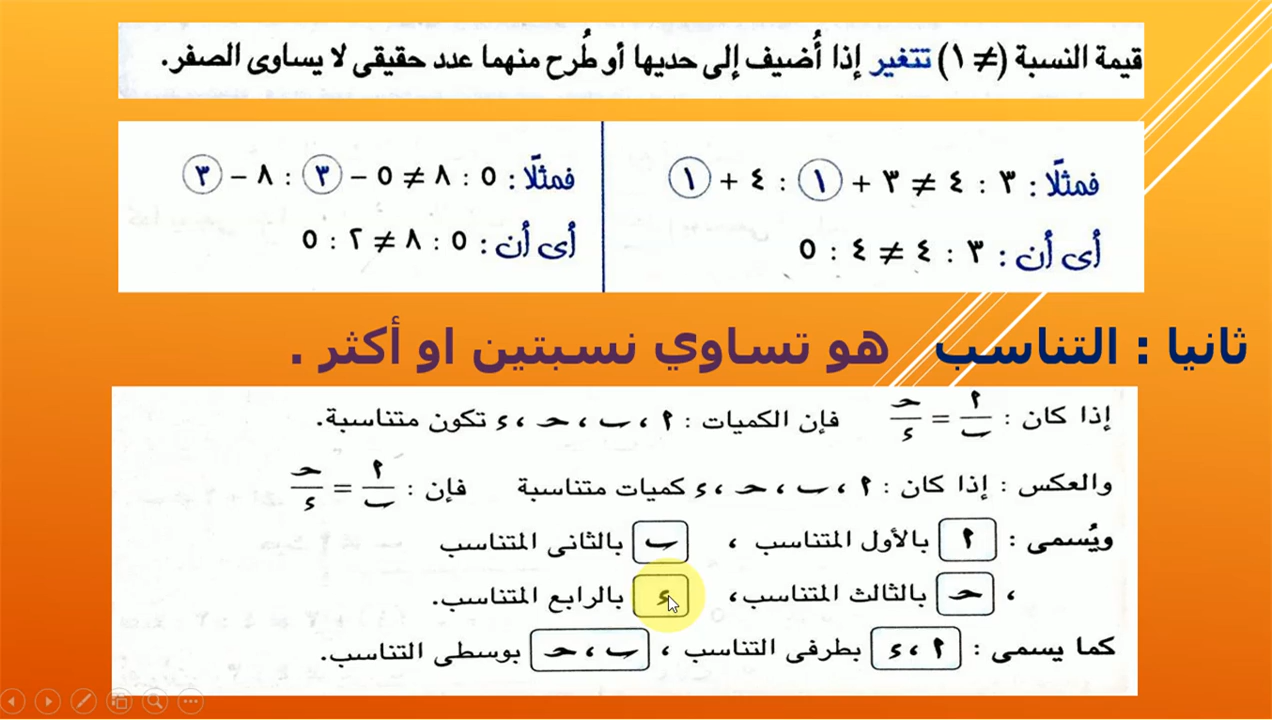 قيمة النسبة (≠ ١) تتغير إذا أُضيف إلى حديها أو طُرح منهما عدد حقيقى لا يساوى الصفر.
فمثلًا : ٣ : ٤ ≠ ٣ + ١ : ٤ + ١
أى أن : ٣ : ٤ ≠ ٤ : ٥
فمثلًا : ٥ : ٨ ≠ ٥ – ٣ : ٨ – ٣
أى أن : ٥ : ٨ ≠ ٢ : ٥
ثانيا : التناسب هو تساوي نسبتين او أكثر .
إذا كان : ا/ب = حـ/ء فإن الكميات : ا ، ب ، حـ ، ء تكون متناسبة.
والعكس : إذا كان : ا ، ب ، حـ ، ء كميات متناسبة فإن : ا/ب = حـ/ء
ويُسمى : ا بالأول المتناسب ، ب بالثانى المتناسب
، حـ بالثالث المتناسب ، ء بالرابع المتناسب.
كما يسمى : ا ، ء بطرفى التناسب ، ب ، حـ بوسطى التناسب.